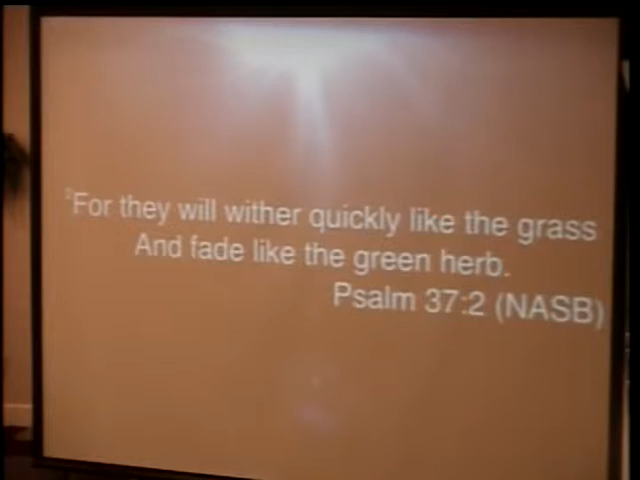 ²For they will wither quickly like the grass
And fade like the green herb.
Psalm 37:2 (NASB)